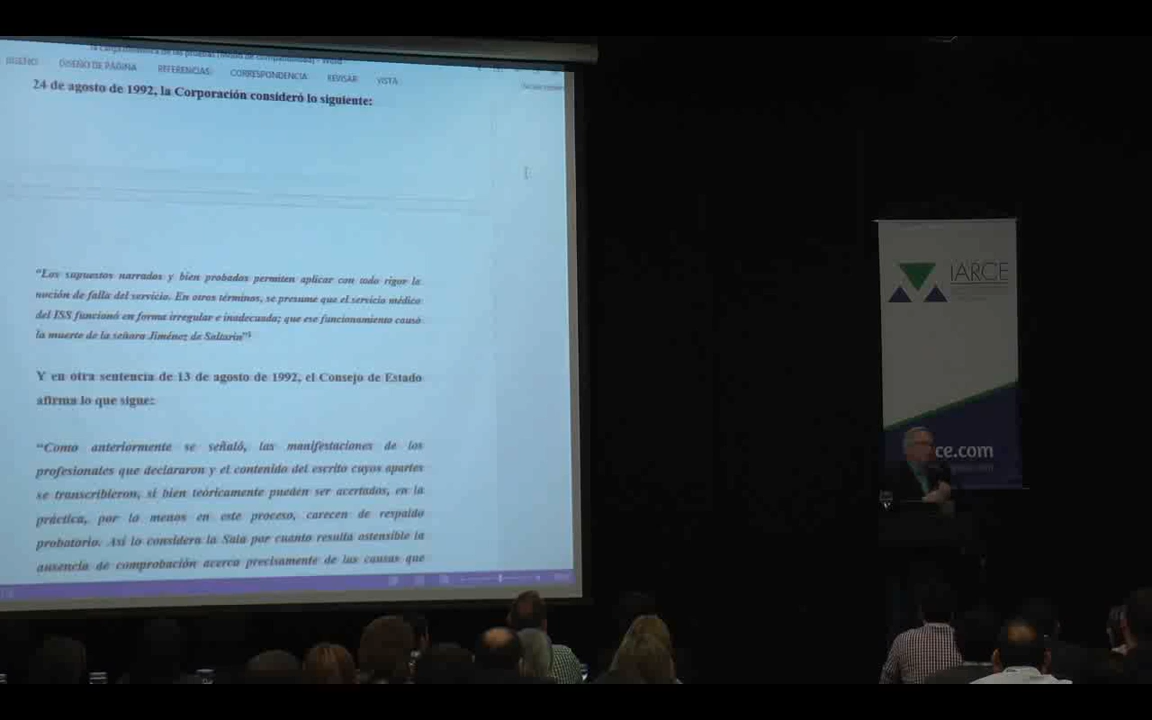 DISEÑO DE PÁGINA REFERENCIAS CORRESPONDENCIA REVISAR VISTA
24 de agosto de 1992, la Corporación consideró lo siguiente:
“Los supuestos narrados y bien probados permiten aplicar con todo rigor la
noción de falla del servicio. En otros términos, se presume que el servicio médico
del ISS funcionó en forma irregular e inadecuada; que ese funcionamiento causó
la muerte de la señora Jiménez de Soltarin”
Y en otra sentencia de 13 de agosto de 1992, el Consejo de Estado
afirma lo que sigue:
“Como anteriormente se señaló, las manifestaciones de los
profesionales que declararon y el contenido del escrito cuyos apartes
se transcribieron, si bien teóricamente pueden ser acertadas, en la
práctica, por lo menos en este proceso, carecen de respaldo
probatorio. Así lo considera la Sala por cuanto resulta ostensible la
ausencia de comprobación acerca precisamente de las causas que
IARCE
ce.com